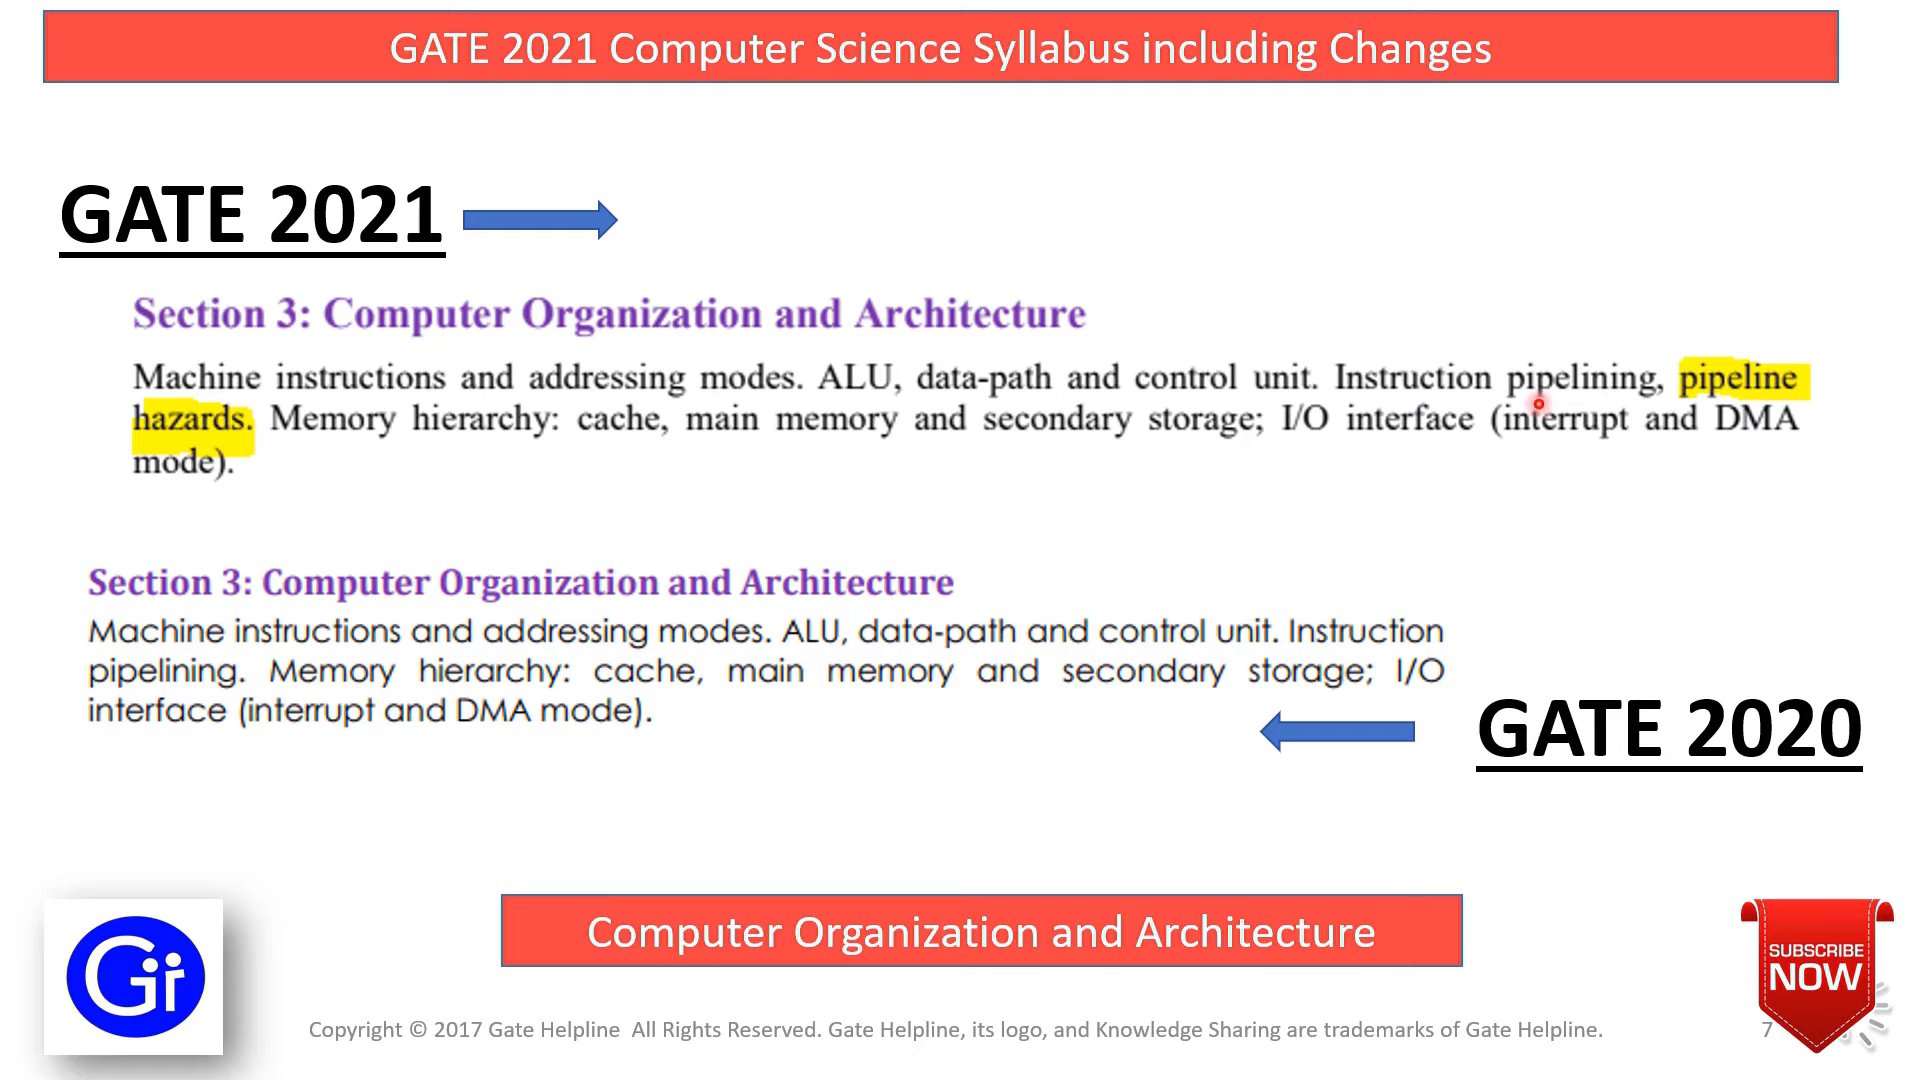 GATE 2021 Computer Science Syllabus including Changes
GATE 2021
Section 3: Computer Organization and Architecture
Machine instructions and addressing modes. ALU, data-path and control unit. Instruction pipelining, pipeline
hazards. Memory hierarchy: cache, main memory and secondary storage; I/O interface (interrupt and DMA
mode).
Section 3: Computer Organization and Architecture
Machine instructions and addressing modes. ALU, data-path and control unit. Instruction
pipelining. Memory hierarchy: cache, main memory and secondary storage; I/O
interface (interrupt and DMA mode).
GATE 2020
Computer Organization and Architecture
SUBSCRIBE
NOW
Copyright © 2017 Gate Helpline All Rights Reserved. Gate Helpline, its logo, and Knowledge Sharing are trademarks of Gate Helpline.
7